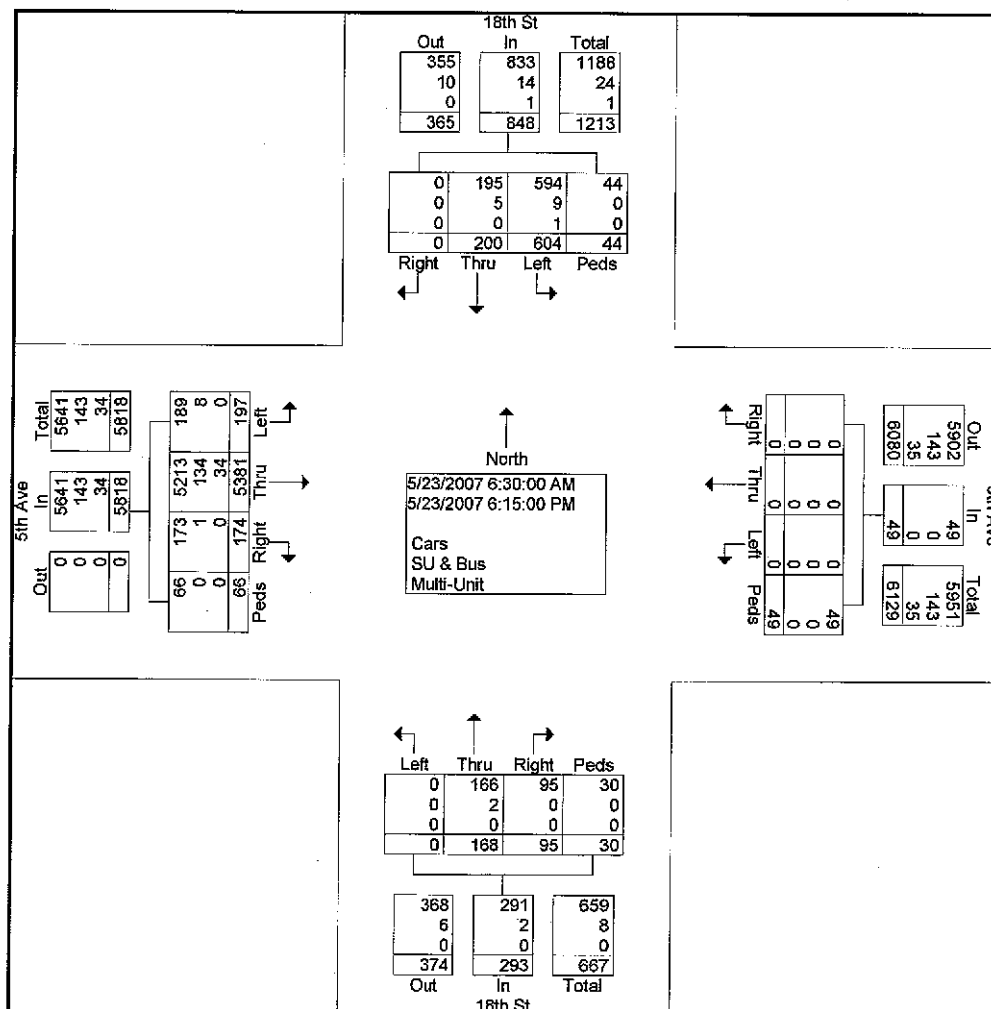 18th St
Out In Total
355 833 1188
10 14 24
0 1 1
365 848 1213
0 195 594 44
0 5 9 0
0 0 1 0
0 200 604 44
Right Thru Left Peds
5th Ave
Total
5641
143
34
5818
In
5641
143
34
5818
Out
0
0
0
0
189
8
0
197
Left
5213
134
34
5381
Thru
173
1
0
174
Right
66
0
0
66
Peds
North
5/23/2007 6:30:00 AM
5/23/2007 6:15:00 PM
Cars
SU & Bus
Multi-Unit
Right
0
0
0
0
Thru
0
0
0
0
Left
0
0
0
0
Peds
49
0
0
49
Out
5902
143
35
6080
In
49
0
0
49
Total
5951
143
35
6129
Left Thru Right Peds
0 166 95 30
0 2 0 0
0 0 0 0
0 168 95 30
368 291 659
6 2 8
0 0 0
374 293 667
Out In Total
18th St